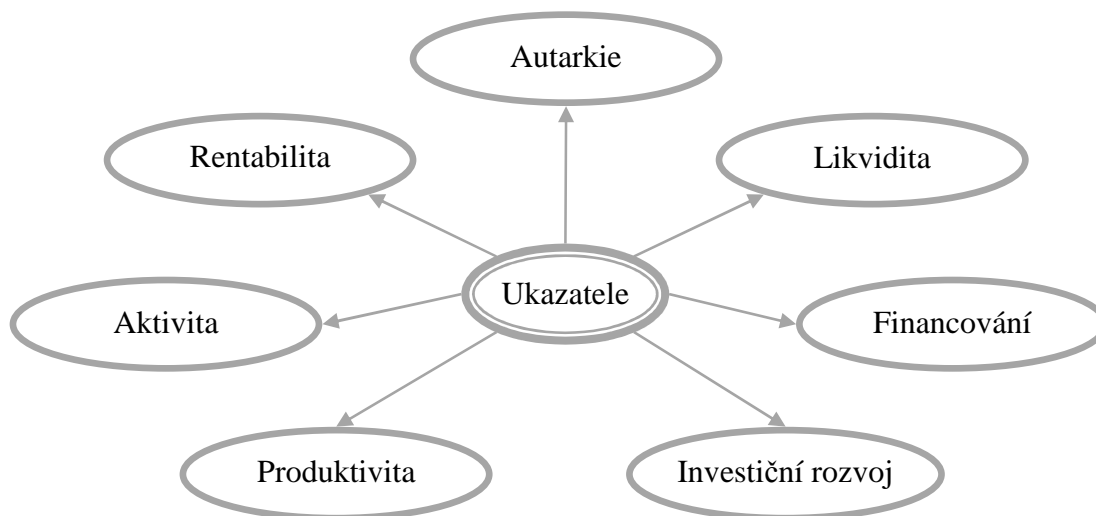 Autarkie
Rentabilita
Likvidita
Ukazatele
Aktivita
Financování
Produktivita
Investiční rozvoj